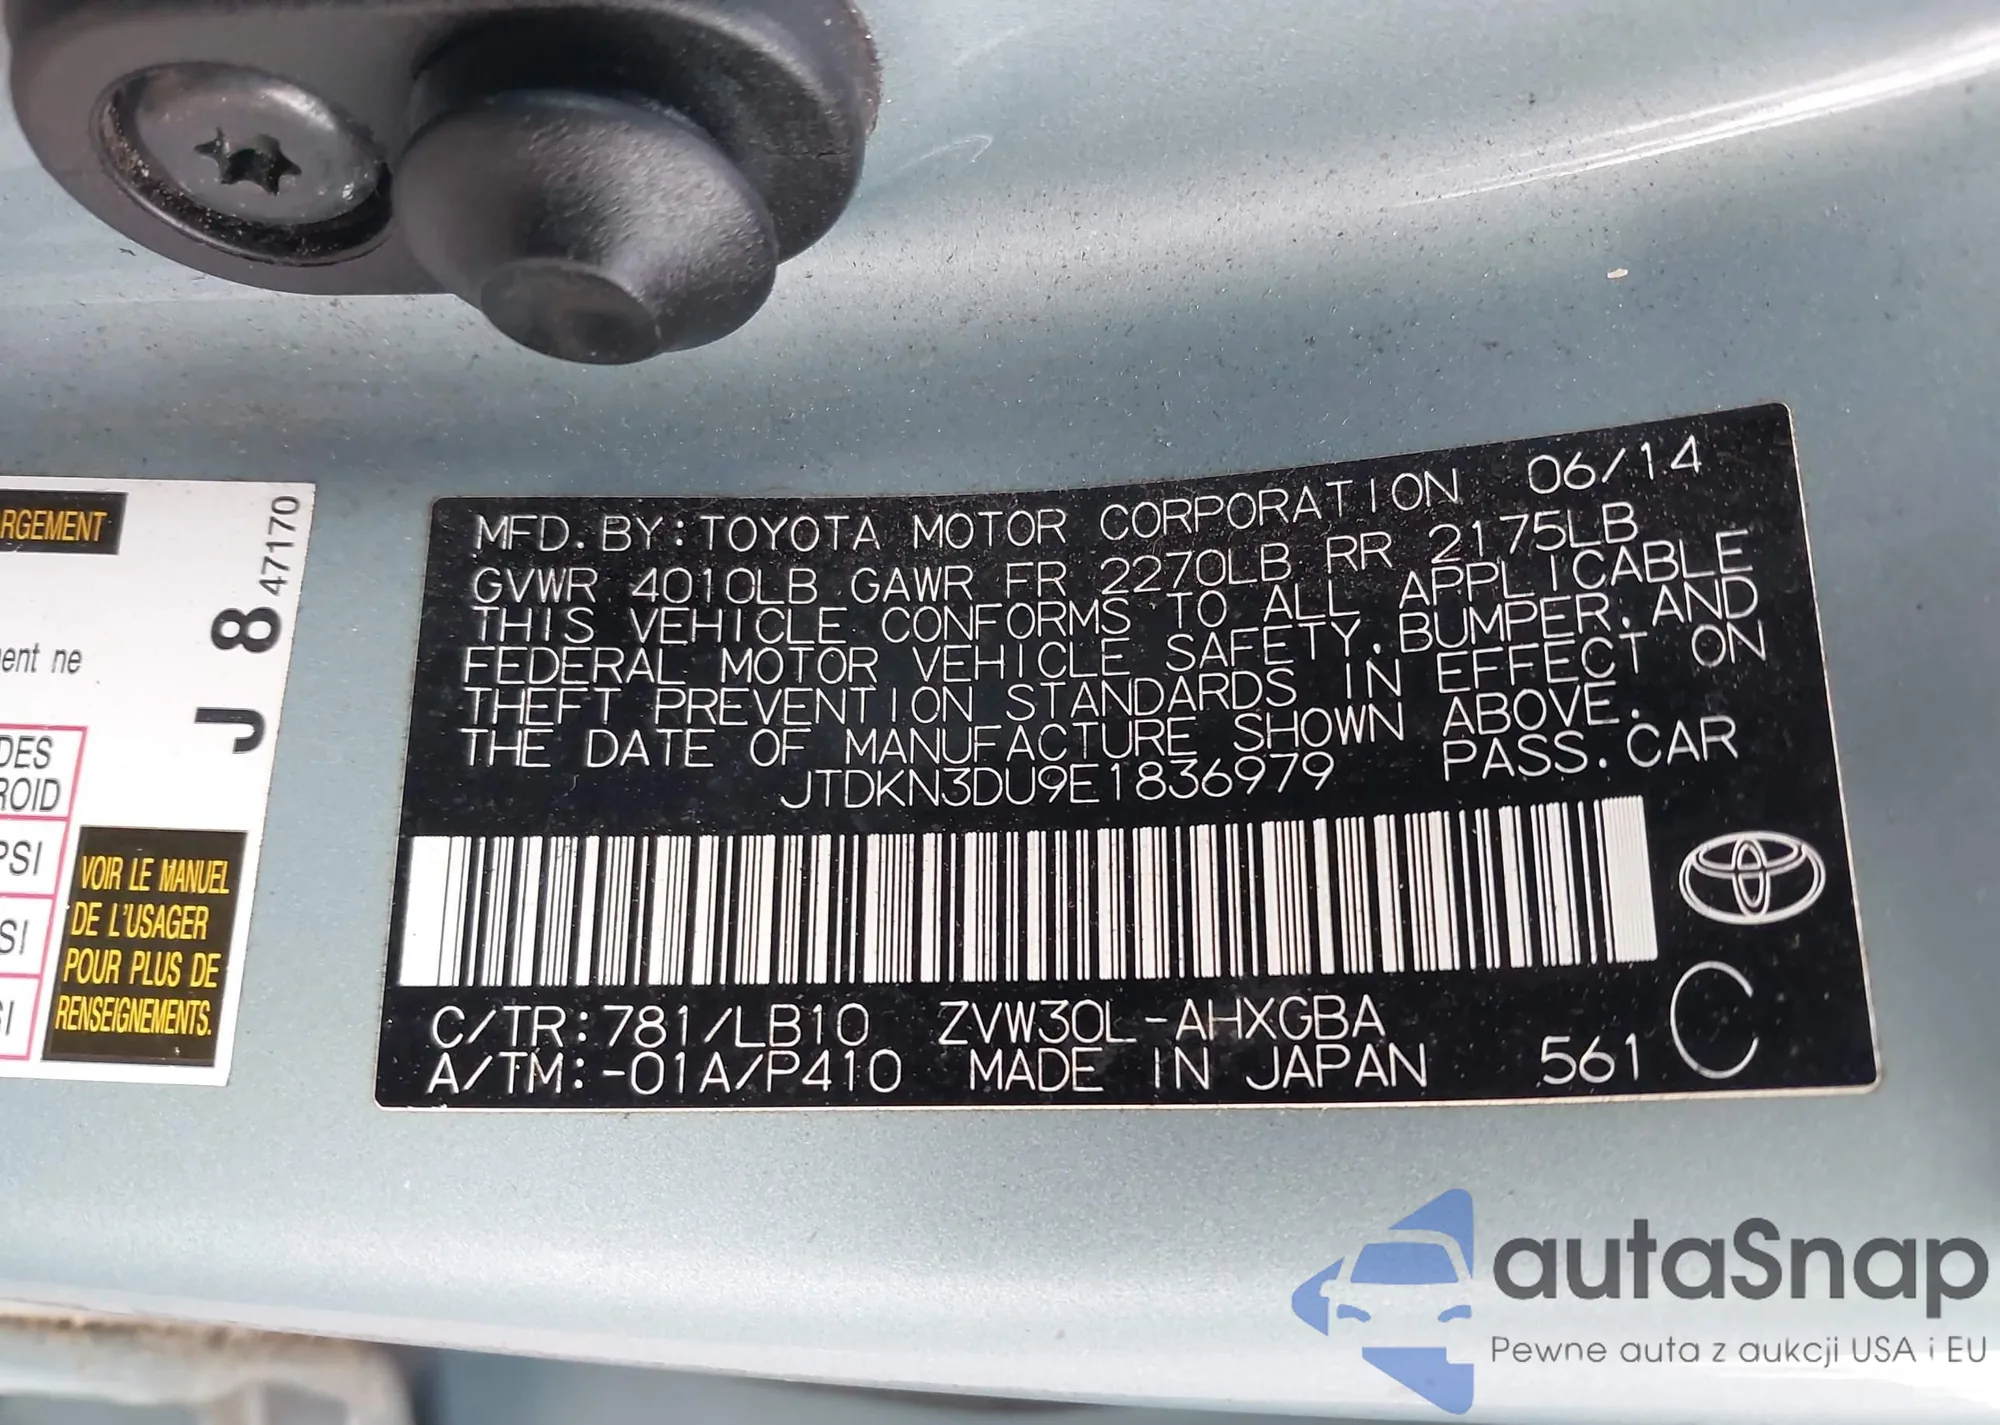 RGEMENT
ent ne
DES
ROID
PSI
SI
SI
VOIR LE MANUEL
DE L'USAGER
POUR PLUS DE
RENSEIGNEMENTS.
J 8 47170
MFD. BY: TOYOTA MOTOR CORPORATION 06/14
GVWR 4010LB GAWR FR 2270LB RR 2175LB
THIS VEHICLE CONFORMS TO ALL APPLICABLE
FEDERAL MOTOR VEHICLE SAFETY, BUMPER, AND
THEFT PREVENTION STANDARDS IN EFFECT ON
THE DATE OF MANUFACTURE SHOWN ABOVE.
JTDKN3DU9E1836979 PASS. CAR
C/TR: 781/LB10 ZVW30L-AHXGBA
A/TM: -01A/P410 MADE IN JAPAN 561 C
autaSnap
Pewne auta z aukcji USA i EU